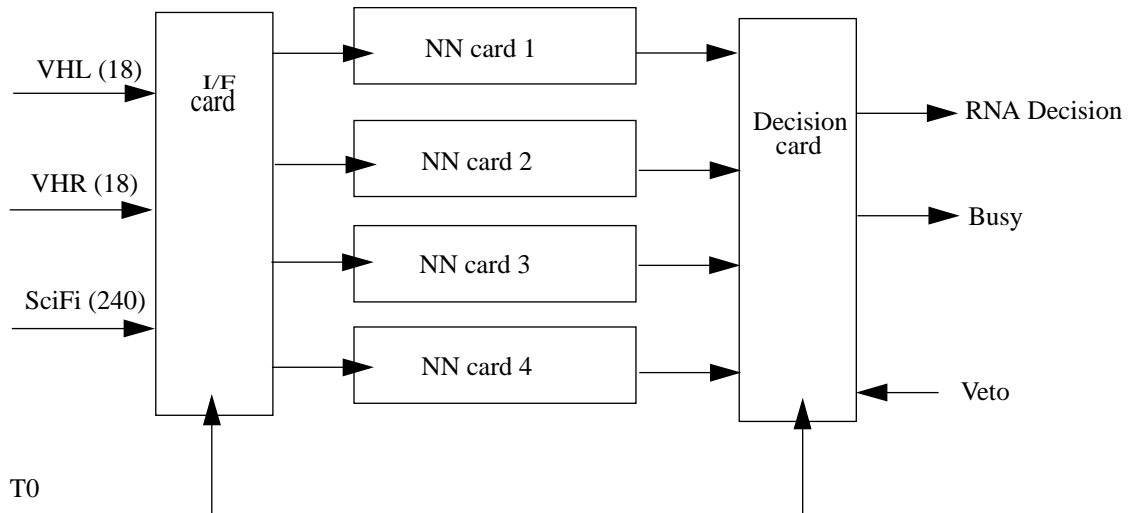 VHL (18)
VHR (18)
SciFi (240)
T0
I/F
card
NN card 1
NN card 2
NN card 3
NN card 4
Decision
card
RNA Decision
Busy
Veto